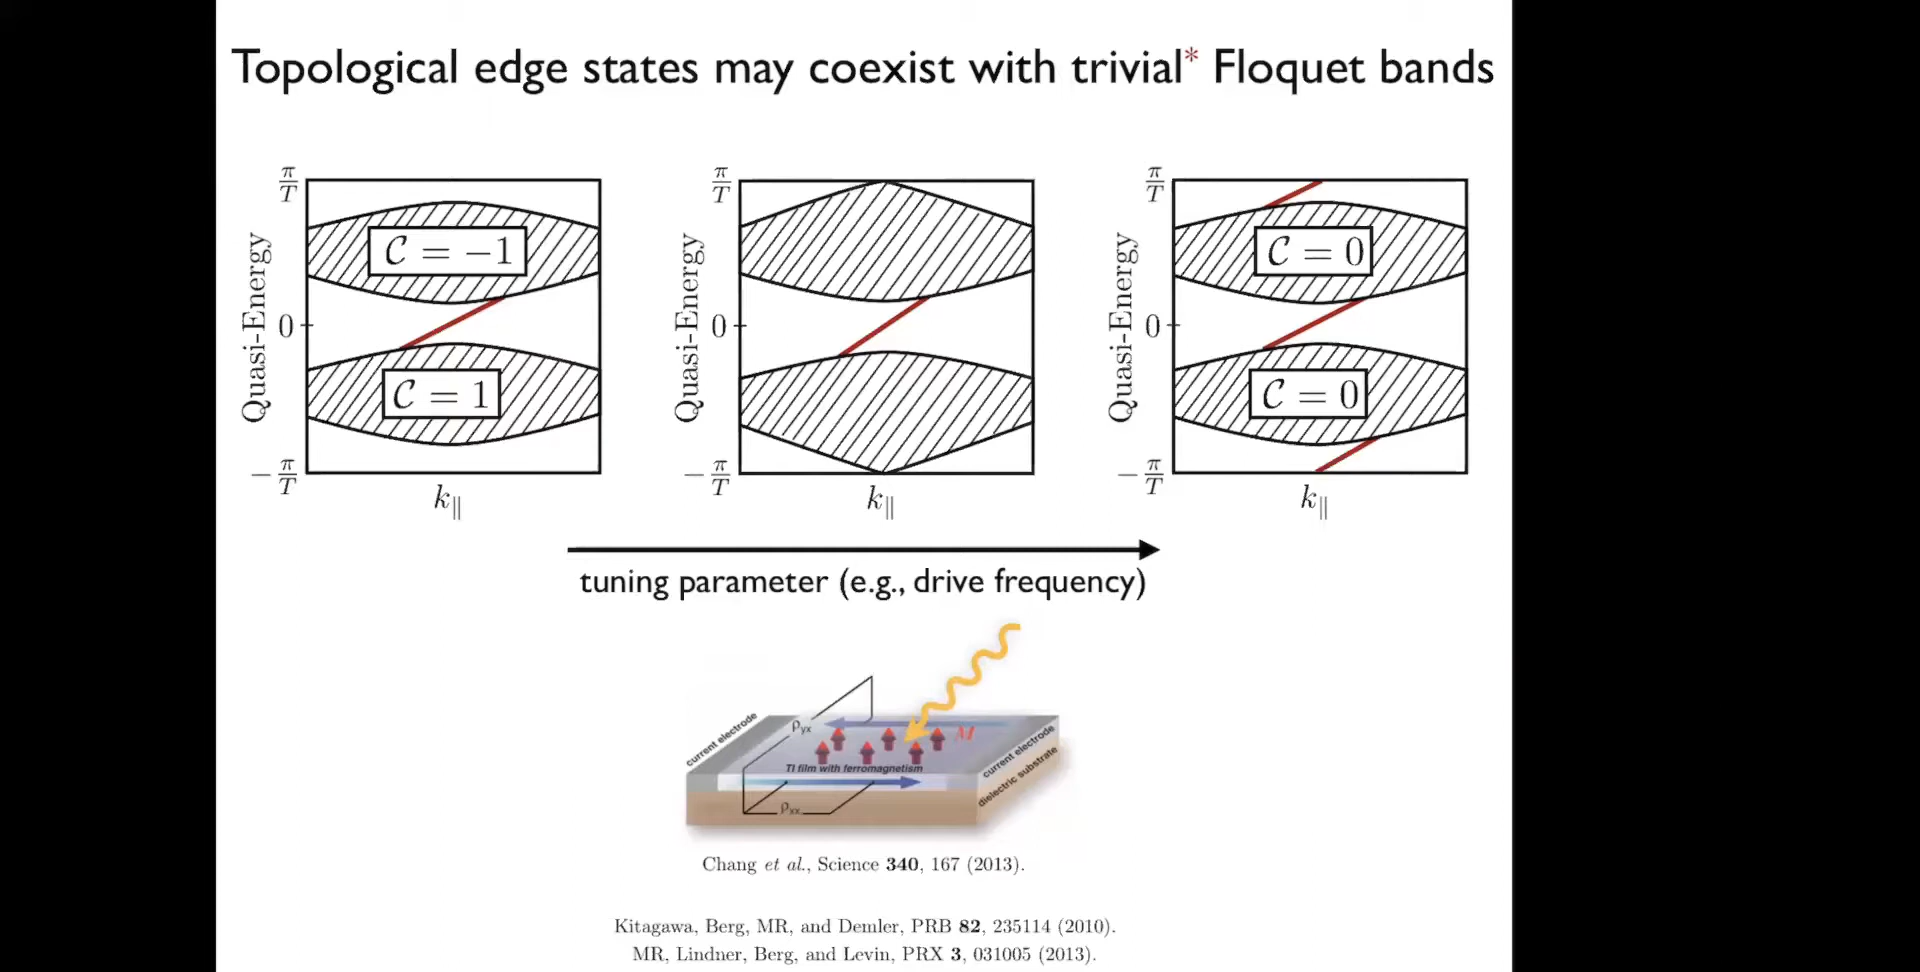 Topological edge states may coexist with trivial* Floquet bands
π/T
Quasi-Energy
0
−π/T
k∥
C = −1
C = 1
π/T
Quasi-Energy
0
−π/T
k∥
π/T
Quasi-Energy
0
−π/T
k∥
C = 0
C = 0
tuning parameter (e.g., drive frequency)
current electrode
ρyx
M
TI film with ferromagnetism
current electrode
dielectric substrate
ρxx
Chang et al., Science 340, 167 (2013).
Kitagawa, Berg, MR, and Demler, PRB 82, 235114 (2010).
MR, Lindner, Berg, and Levin, PRX 3, 031005 (2013).